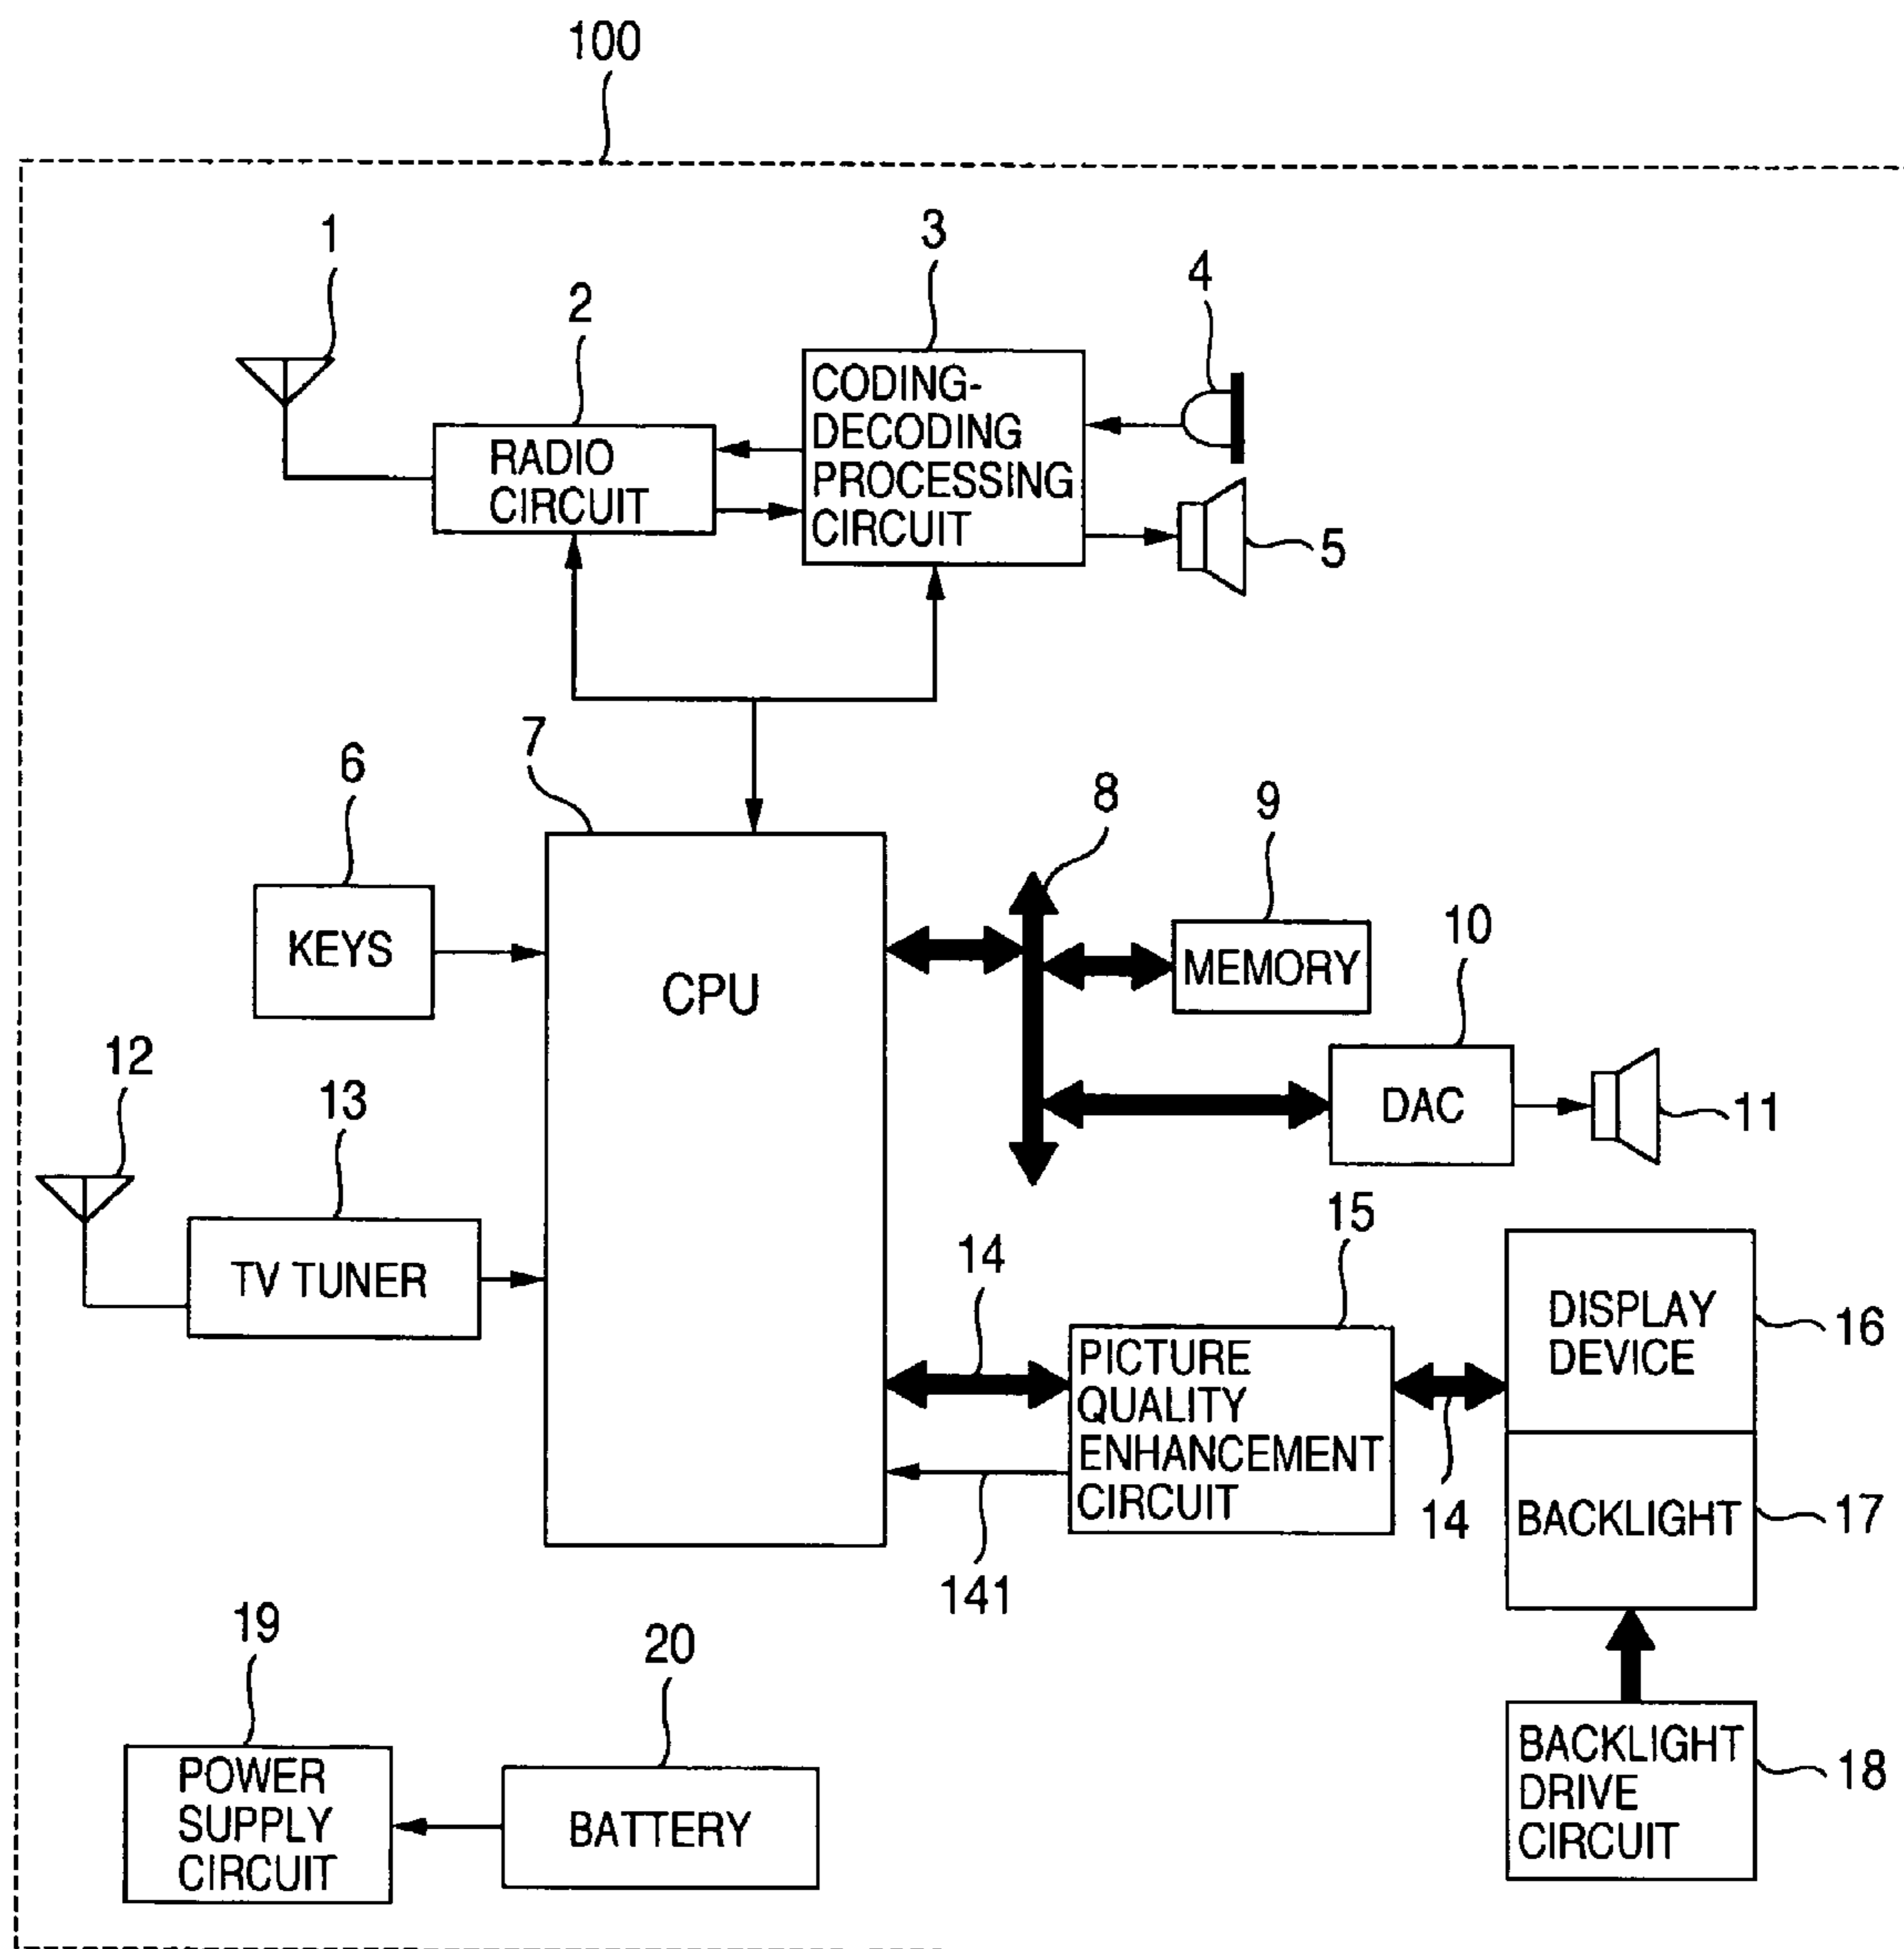 100
1
2
3
4
RADIO
CIRCUIT
CODING-
DECODING
PROCESSING
CIRCUIT
5
6
7
8
9
KEYS
CPU
MEMORY
10
DAC
11
12
13
TV TUNER
14
15
PICTURE
QUALITY
ENHANCEMENT
CIRCUIT
141
14
DISPLAY
DEVICE
16
BACKLIGHT
17
BACKLIGHT
DRIVE
CIRCUIT
18
19
POWER
SUPPLY
CIRCUIT
20
BATTERY